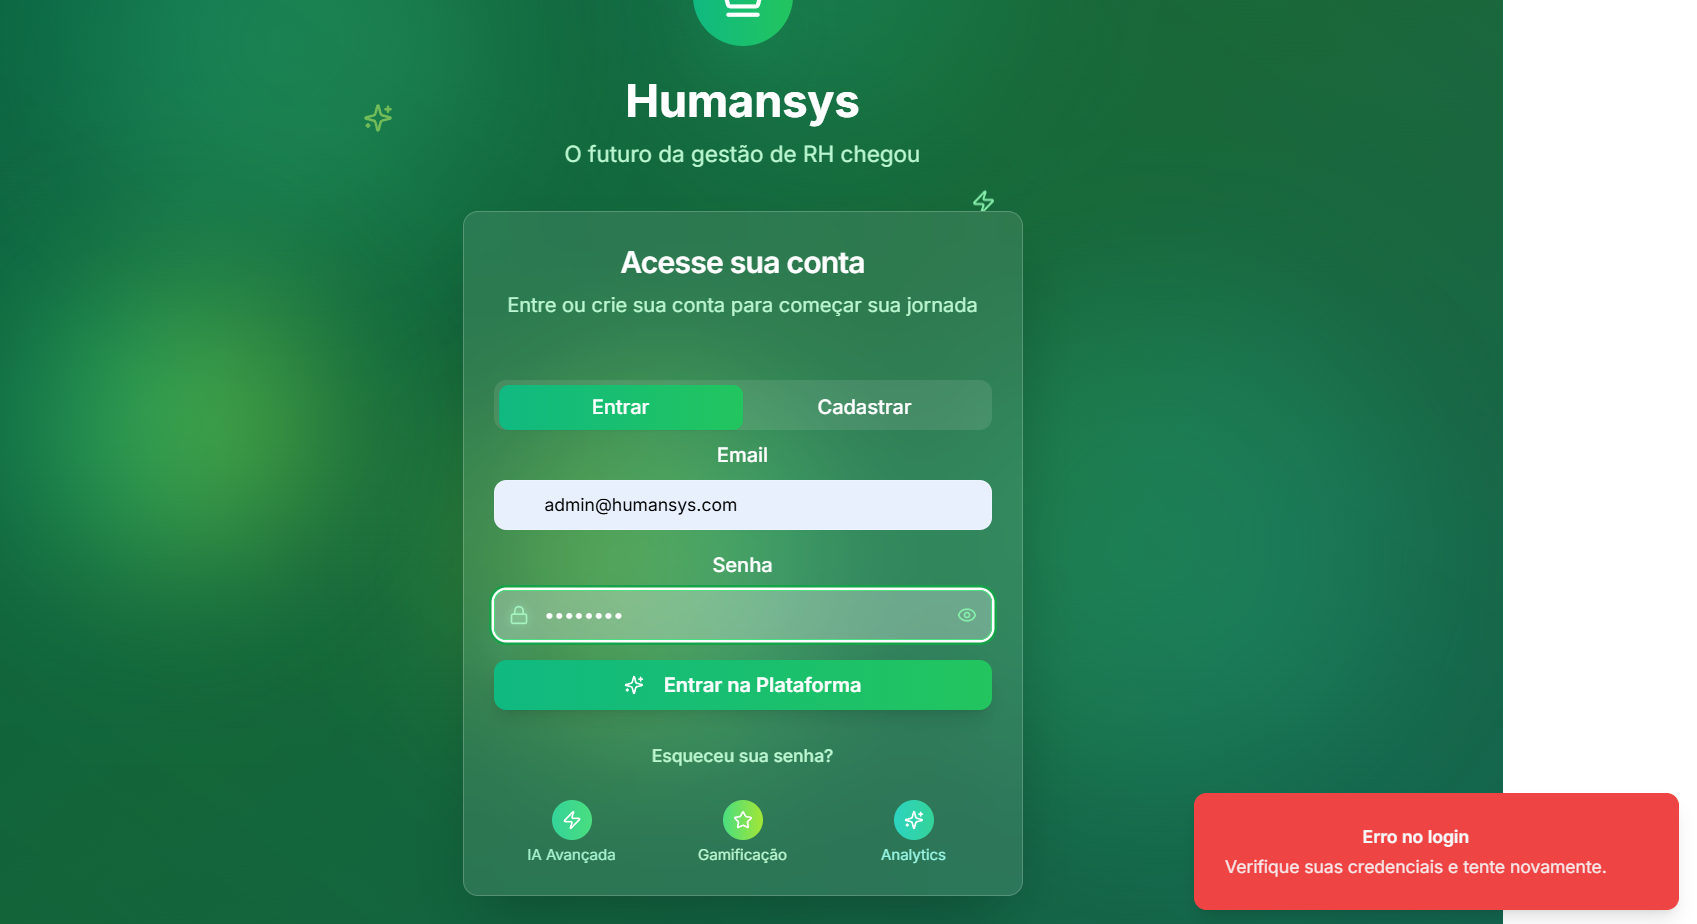 Humansys
O futuro da gestão de RH chegou
Acesse sua conta
Entre ou crie sua conta para começar sua jornada
Entrar
Cadastrar
Email
admin@humansys.com
Senha
••••••••
Entrar na Plataforma
Esqueceu sua senha?
IA Avançada
Gamificação
Analytics
Erro no login
Verifique suas credenciais e tente novamente.